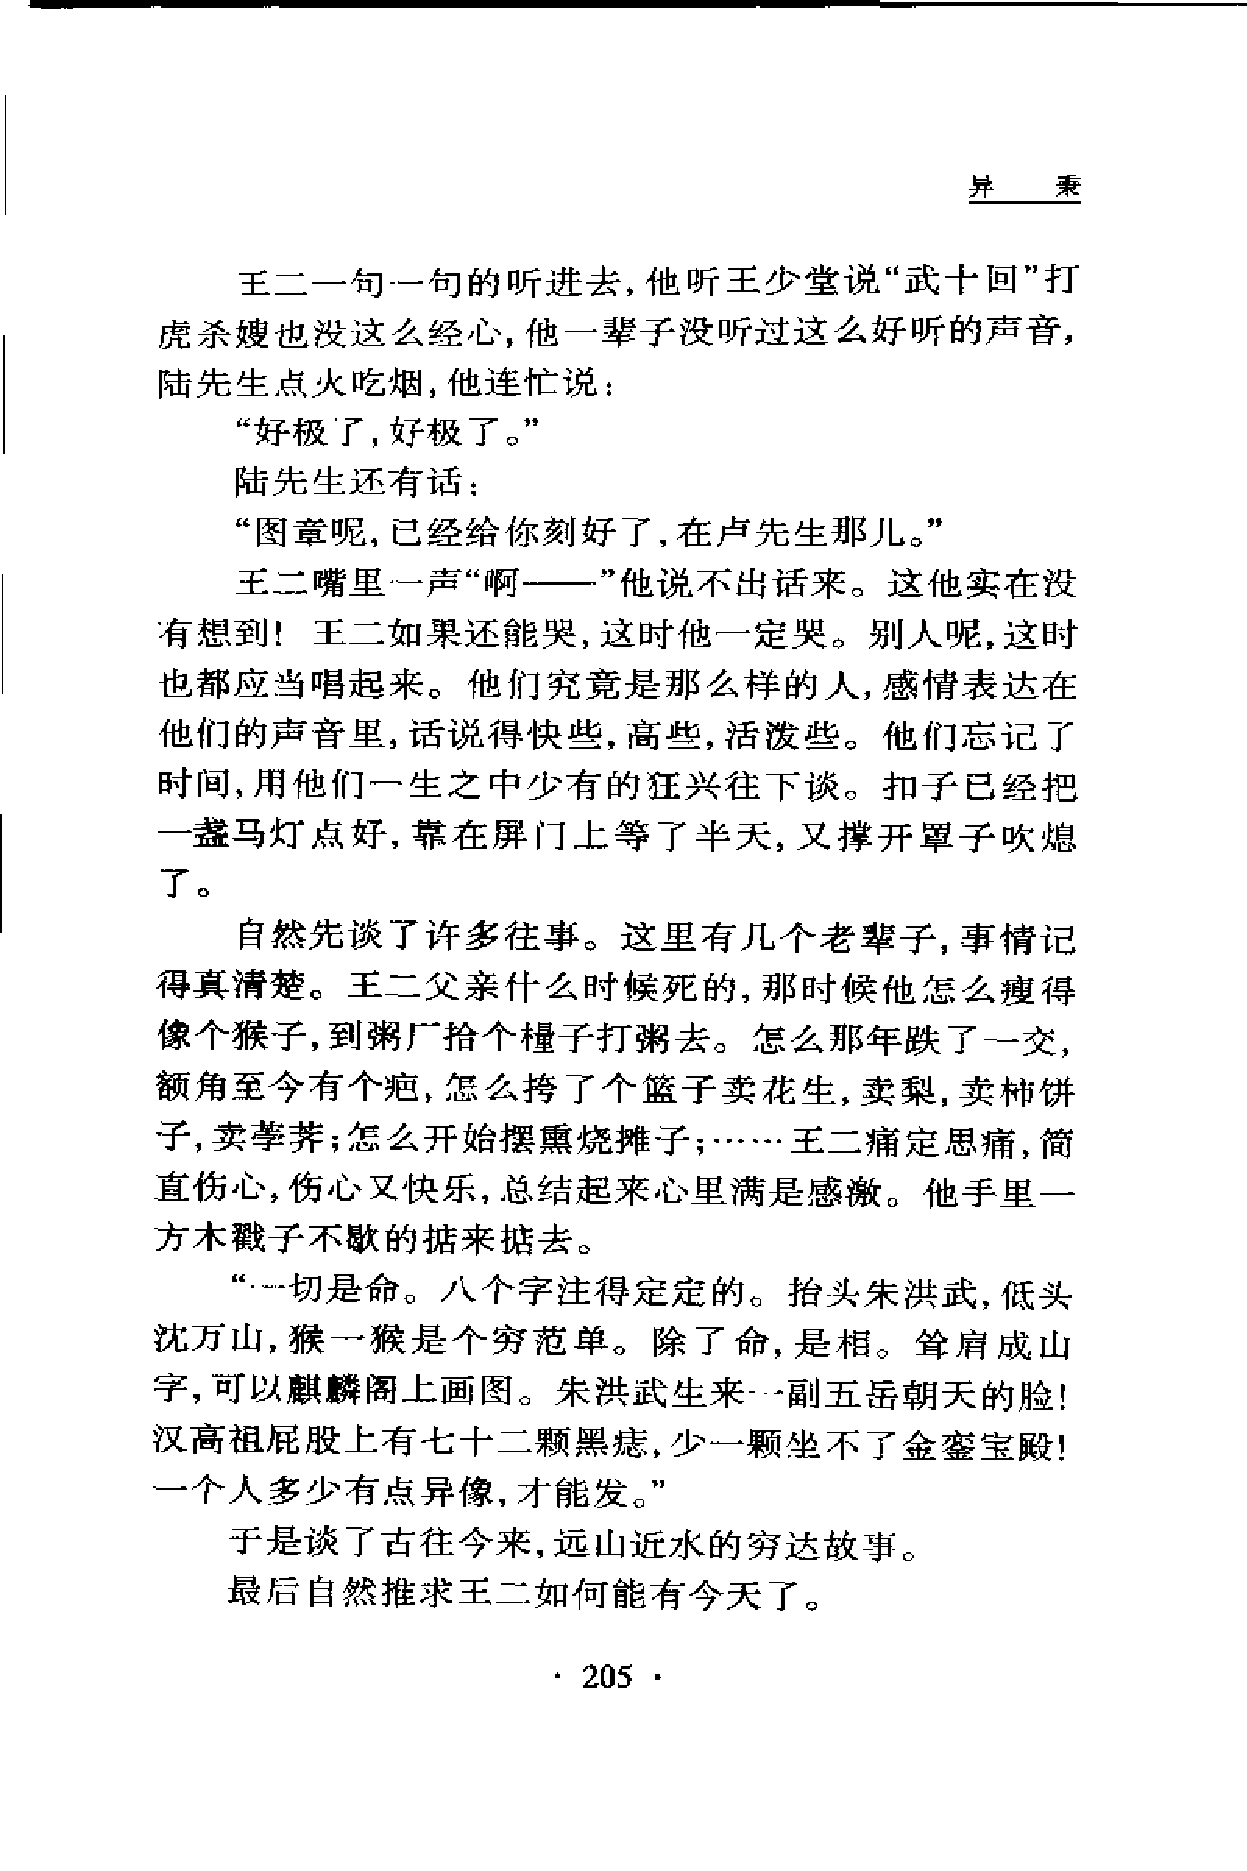 异 秉
王二一句一句的听进去,他听王少堂说“武十回”打
虎杀嫂也没这么经心,他一辈子没听过这么好听的声音,
陆先生点火吃烟,他连忙说:
“好极了,好极了。”
陆先生还有话:
“图章呢,已经给你刻好了,在卢先生那儿。”
王二嘴里一声“啊——”他说不出话来。这他实在没
有想到! 王二如果还能哭,这时他一定哭。别人呢,这时
也都应当唱起来。他们究竟是那么样的人,感情表达在
他们的声音里,话说得快些,高些,活泼些。他们忘记了
时间,用他们一生之中少有的狂兴往下谈。扣子已经把
一盏马灯点好,靠在屏门上等了半天,又撑开罩子吹熄
了。
自然先谈了许多往事。这里有几个老辈子,事情记
得真清楚。王二父亲什么时候死的,那时候他怎么瘦得
像个猴子,到粥厂拾个橦子打粥去。怎么那年跌了一交,
额角至今有个疤,怎么挎了个篮子卖花生,卖梨,卖柿饼
子,卖荸荠;怎么开始摆熏烧摊子;……王二痛定思痛,简
直伤心,伤心又快乐,总结起来心里满是感激。他手里一
方木戳子不歇的掂来掂去。
“一切是命。八个字注得定定的。抬头朱洪武,低头
沈万山,猴一猴是个穷范单。除了命,是相。耸肩成山
字,可以麒麟阁上画图。朱洪武生来一副五岳朝天的脸!
汉高祖屁股上有七十二颗黑痣,少一颗坐不了金銮宝殿!
一个人多少有点异像,才能发。”
于是谈了古往今来,远山近水的穷达故事。
最后自然推求王二如何能有今天了。
· 205 ·